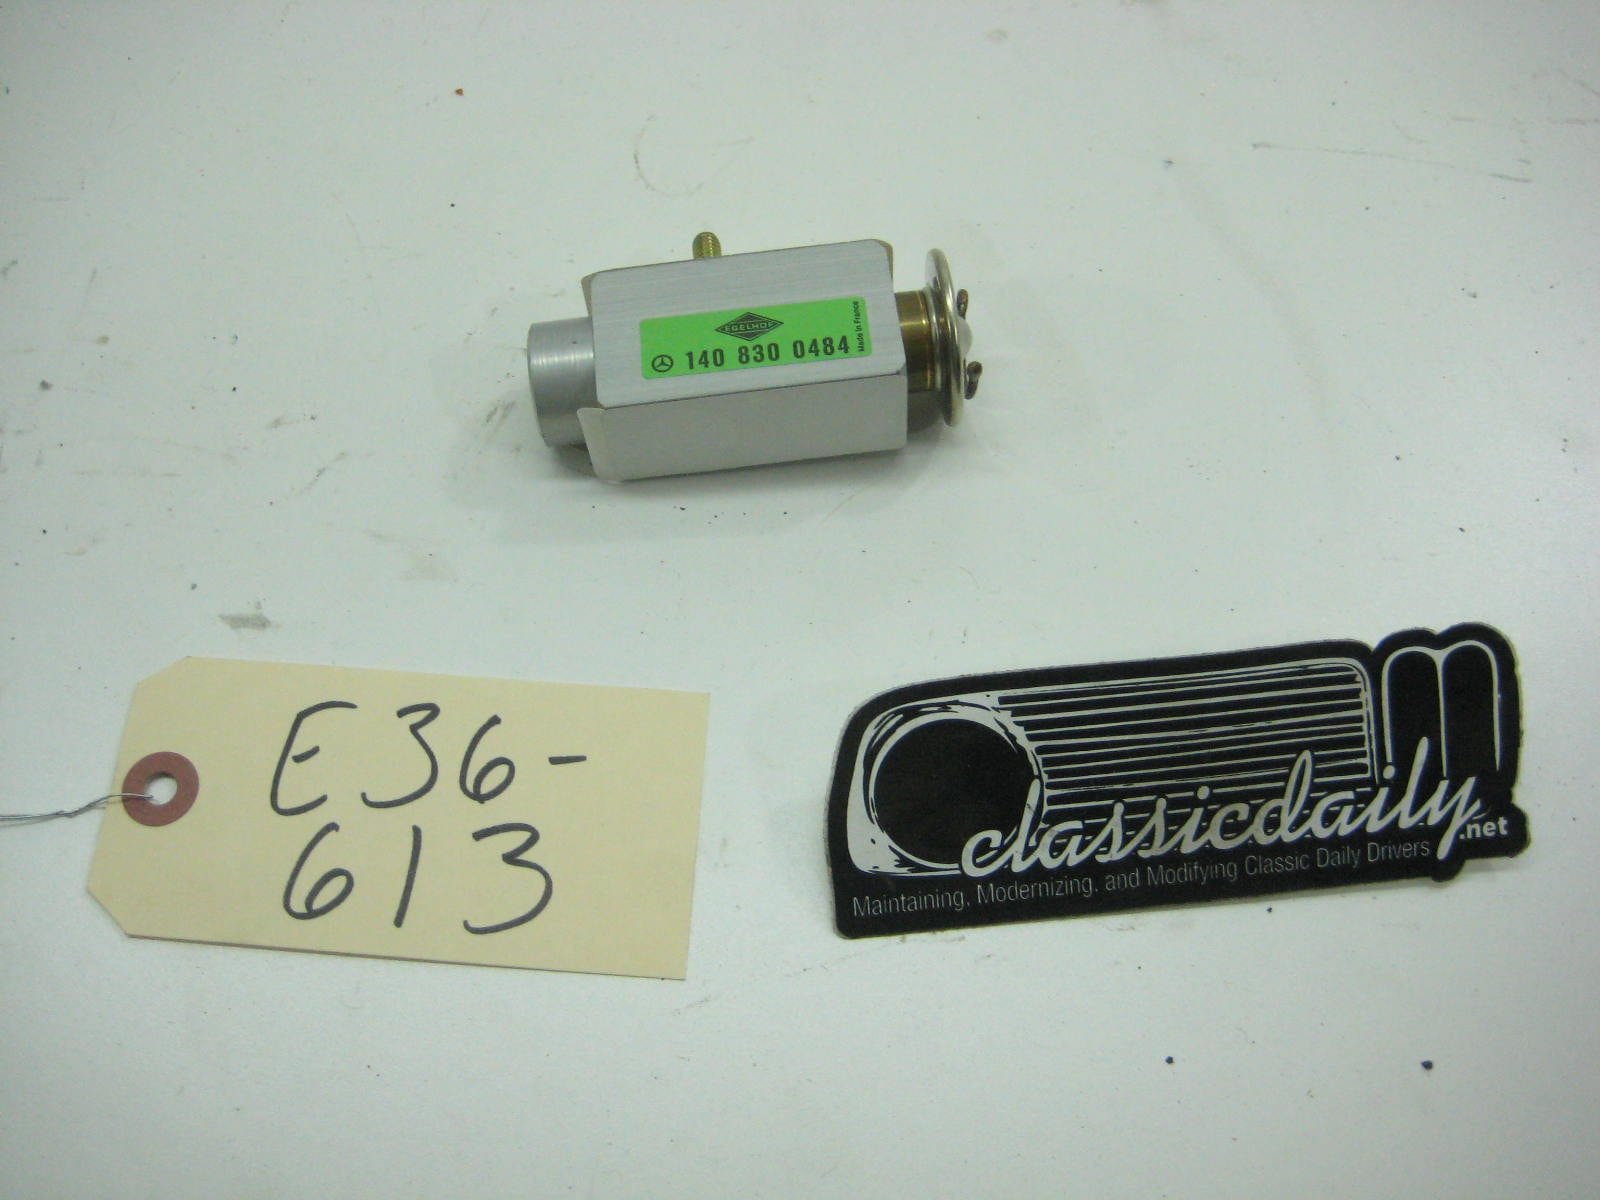 EGELHOF
140 830 0484
Made in France
E36-
613
classicdaily.net
Maintaining, Modernizing, and Modifying Classic Daily Drivers